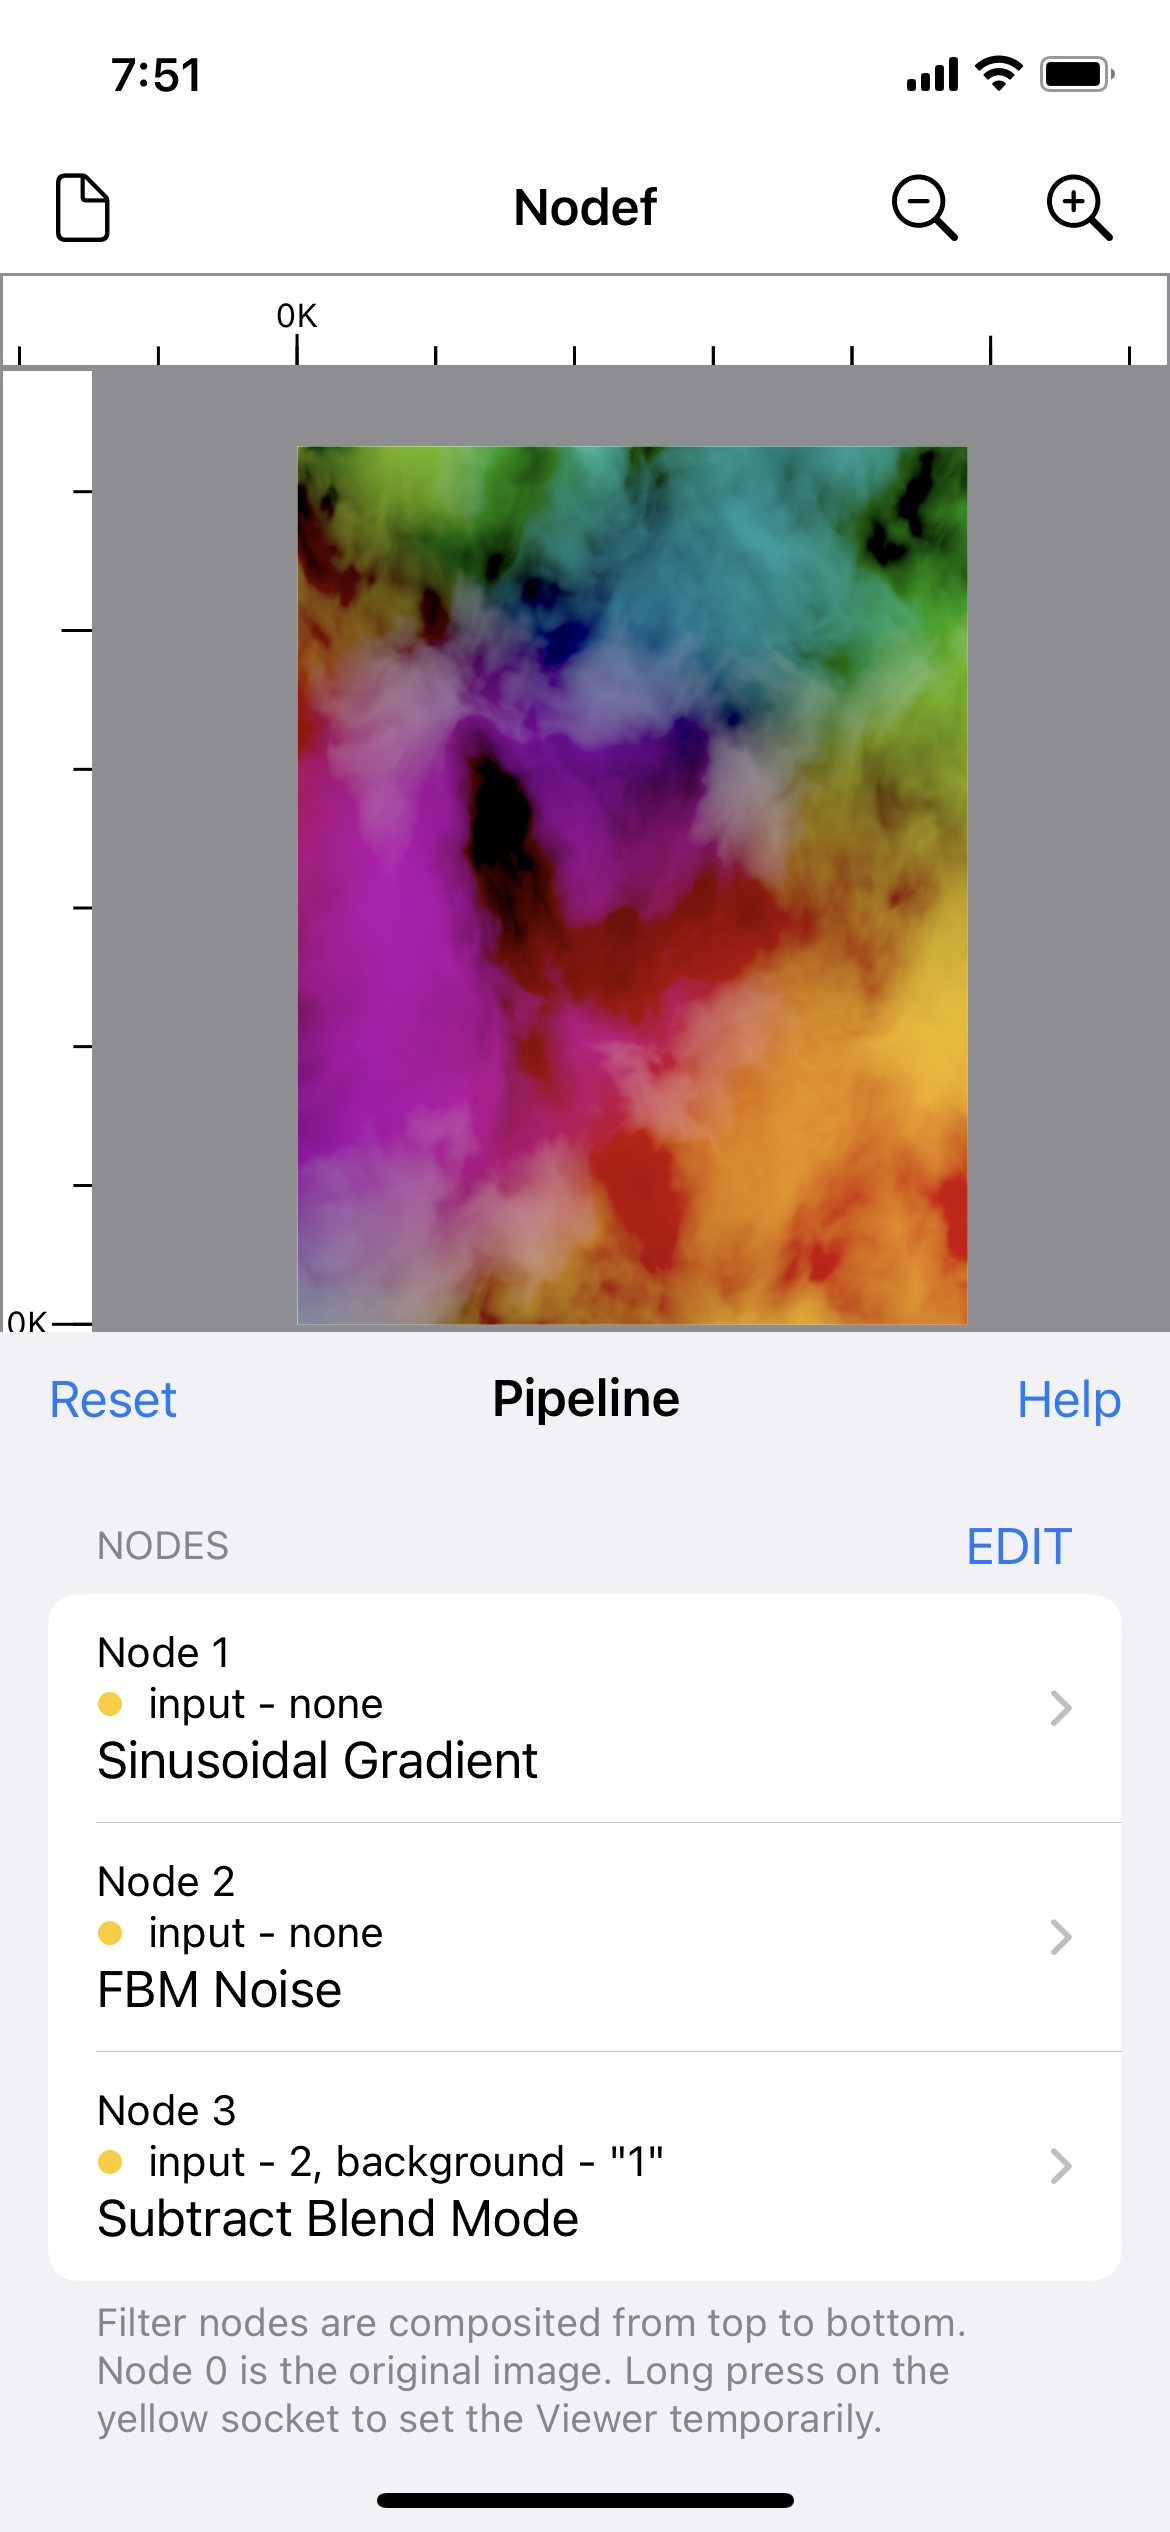 7:51
Nodef
0K
0K
Reset
Pipeline
Help
NODES
EDIT
Node 1
input - none
Sinusoidal Gradient
Node 2
input - none
FBM Noise
Node 3
input - 2, background - "1"
Subtract Blend Mode
Filter nodes are composited from top to bottom.
Node 0 is the original image. Long press on the
yellow socket to set the Viewer temporarily.